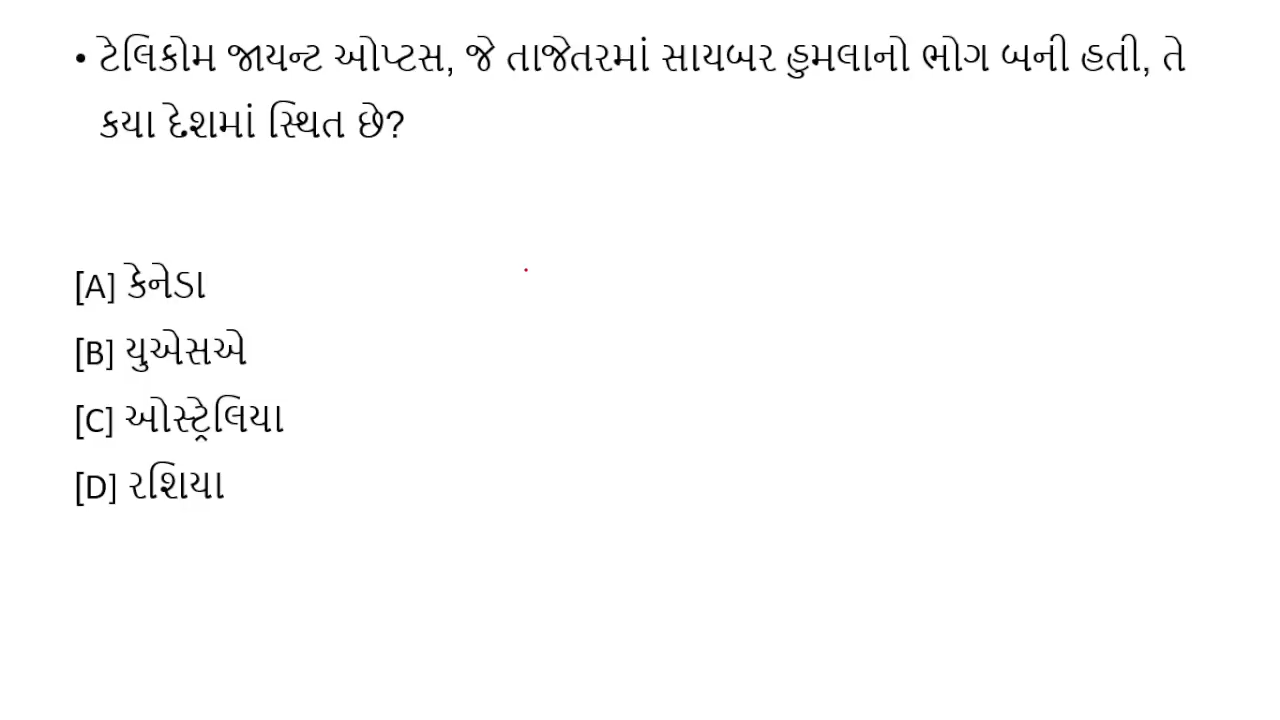 • ટેલિકોમ જાયન્ટ ઓપ્ટસ, જે તાજેતરમાં સાયબર હુમલાનો ભોગ બની હતી, તે
કયા દેશમાં સ્થિત છે?
[A] કેનેડા
[B] યુએસએ
[C] ઓસ્ટ્રેલિયા
[D] રશિયા